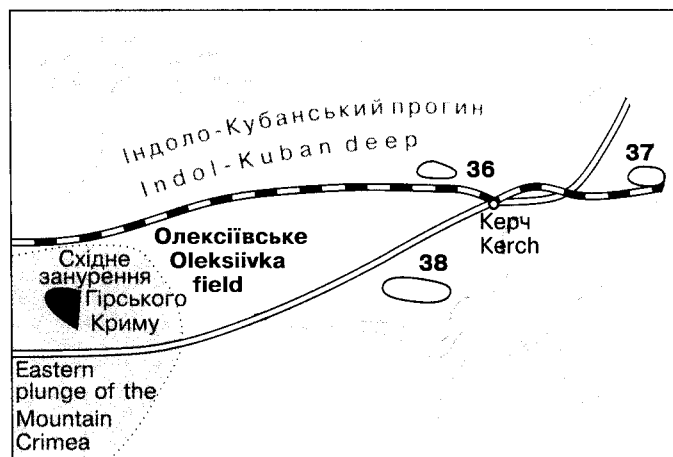 Індоло-Кубанський прогин
Indol-Kuban deep
36
37
Керч
Kerch
Олексіївське
Oleksiivka
field
38
Східне
занурення
Гірського
Криму
Eastern
plunge of the
Mountain
Crimea